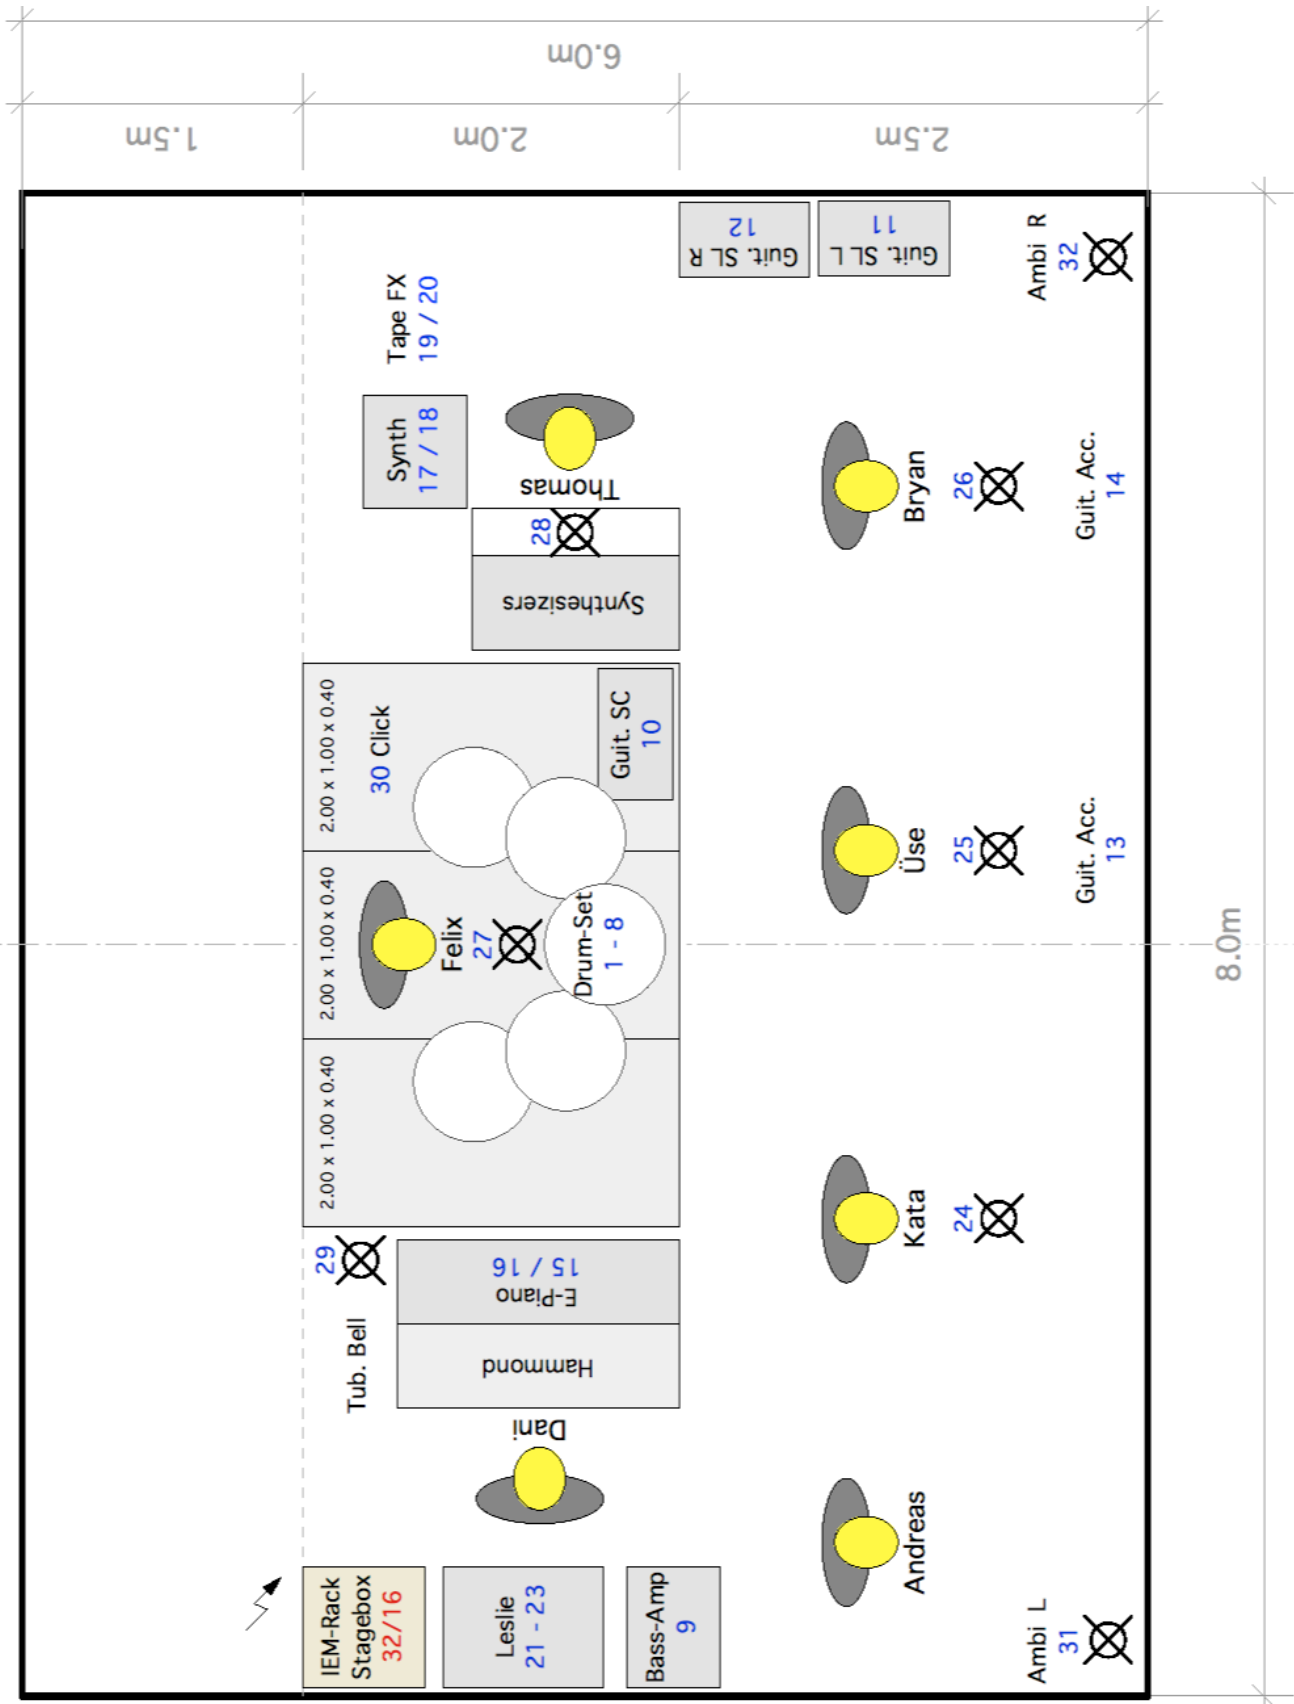 6.0m
1.5m
2.0m
2.5m
8.0m
IEM-Rack
Stagebox
32/16
Leslie
21 - 23
Bass-Amp
9
Dani
Hammond
E-Piano
15 / 16
Tub. Bell
29
2.00 x 1.00 x 0.40
2.00 x 1.00 x 0.40
2.00 x 1.00 x 0.40
Felix
27
Drum-Set
1 - 8
30 Click
Guit. SC
10
Synthesizers
28
Thomas
Synth
17 / 18
Tape FX
19 / 20
Guit. SL R
12
Guit. SL L
11
Andreas
Kata
24
Üse
25
Bryan
26
Guit. Acc.
13
Guit. Acc.
14
Ambi L
31
Ambi R
32